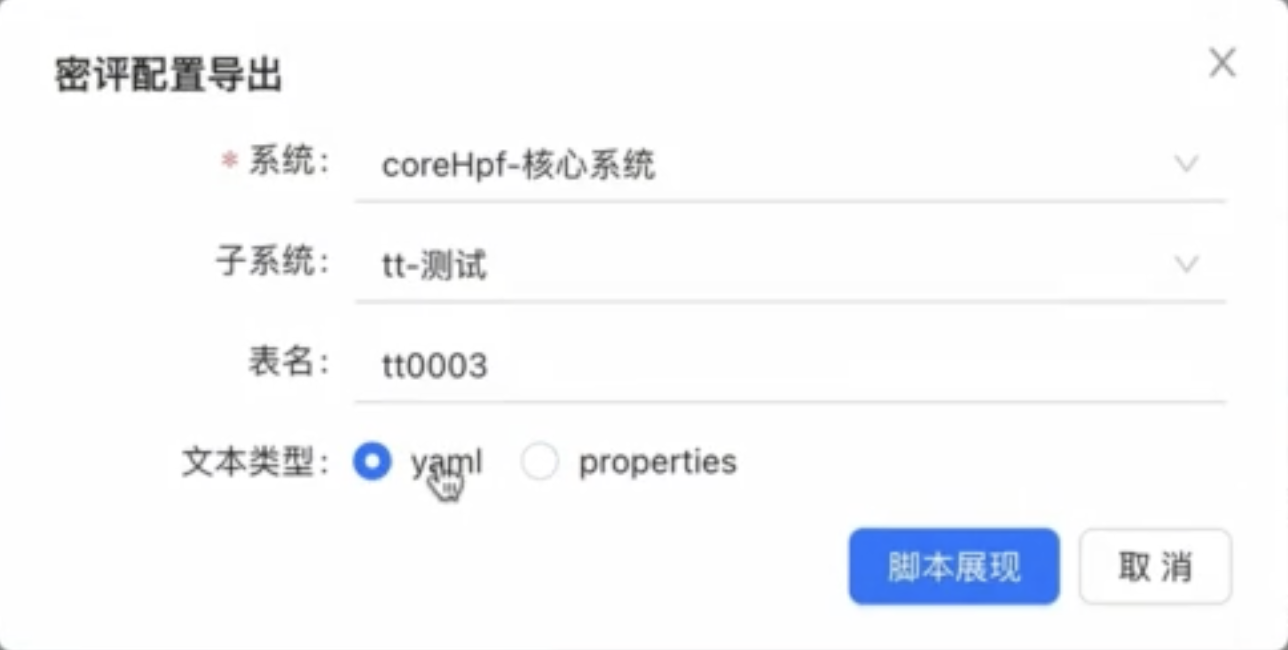 密评配置导出
* 系统: coreHpf-核心系统
子系统: tt-测试
表名: tt0003
文本类型: yaml properties
脚本展现 取 消